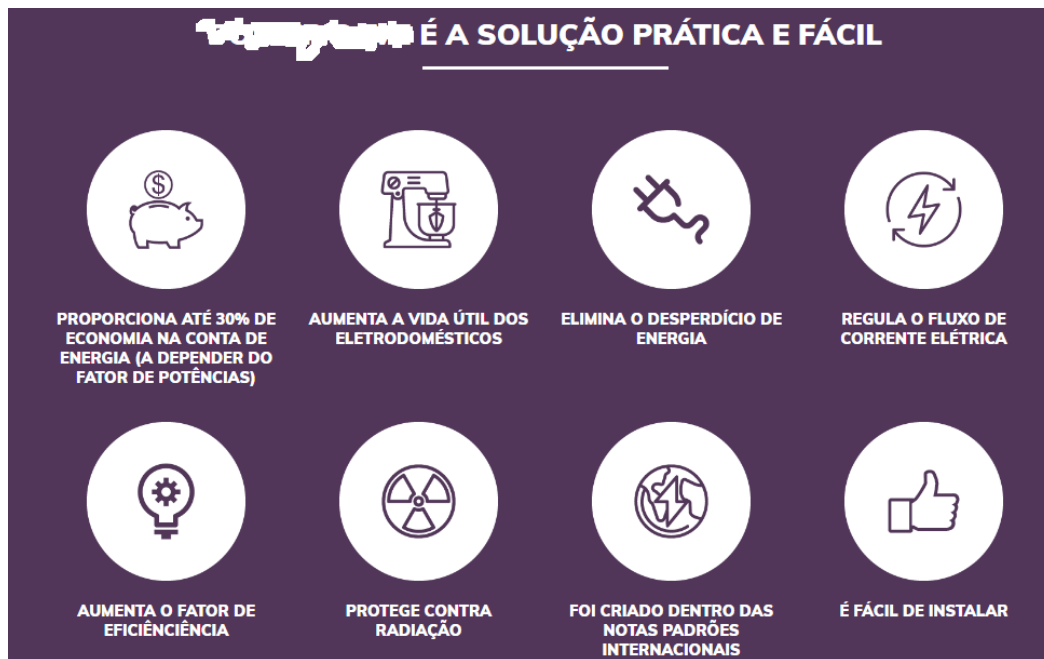 É A SOLUÇÃO PRÁTICA E FÁCIL
$
PROPORCIONA ATÉ 30% DE
ECONOMIA NA CONTA DE
ENERGIA (A DEPENDER DO
FATOR DE POTÊNCIAS)
AUMENTA A VIDA ÚTIL DOS
ELETRODOMÉSTICOS
ELIMINA O DESPERDÍCIO DE
ENERGIA
REGULA O FLUXO DE
CORRENTE ELÉTRICA
AUMENTA O FATOR DE
EFICIÊNCIÊNCIA
PROTEGE CONTRA
RADIAÇÃO
FOI CRIADO DENTRO DAS
NOTAS PADRÕES
INTERNACIONAIS
É FÁCIL DE INSTALAR